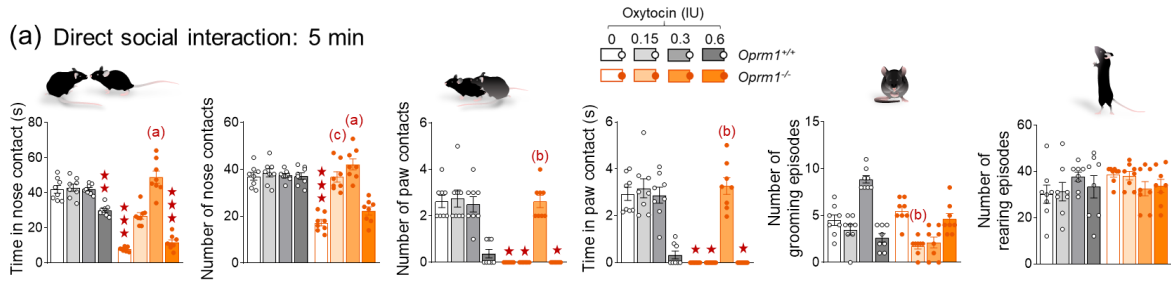 Oxytocin (IU)
(a) Direct social interaction: 5 min
0 0.15 0.3 0.6
Oprm1+/+
Oprm1-/-
Time in nose contact (s)
80
60
40
20
0
★★
★★★
(a)
★★★★
Number of nose contacts
60
40
20
0
★★
(c)
(a)
Number of paw contacts
6
4
2
0
★ ★
(b)
★
Time in paw contact (s)
6
4
2
0
★ ★
(b)
★
Number of
grooming episodes
15
10
5
0
(b)
Number of
rearing episodes
60
40
20
0